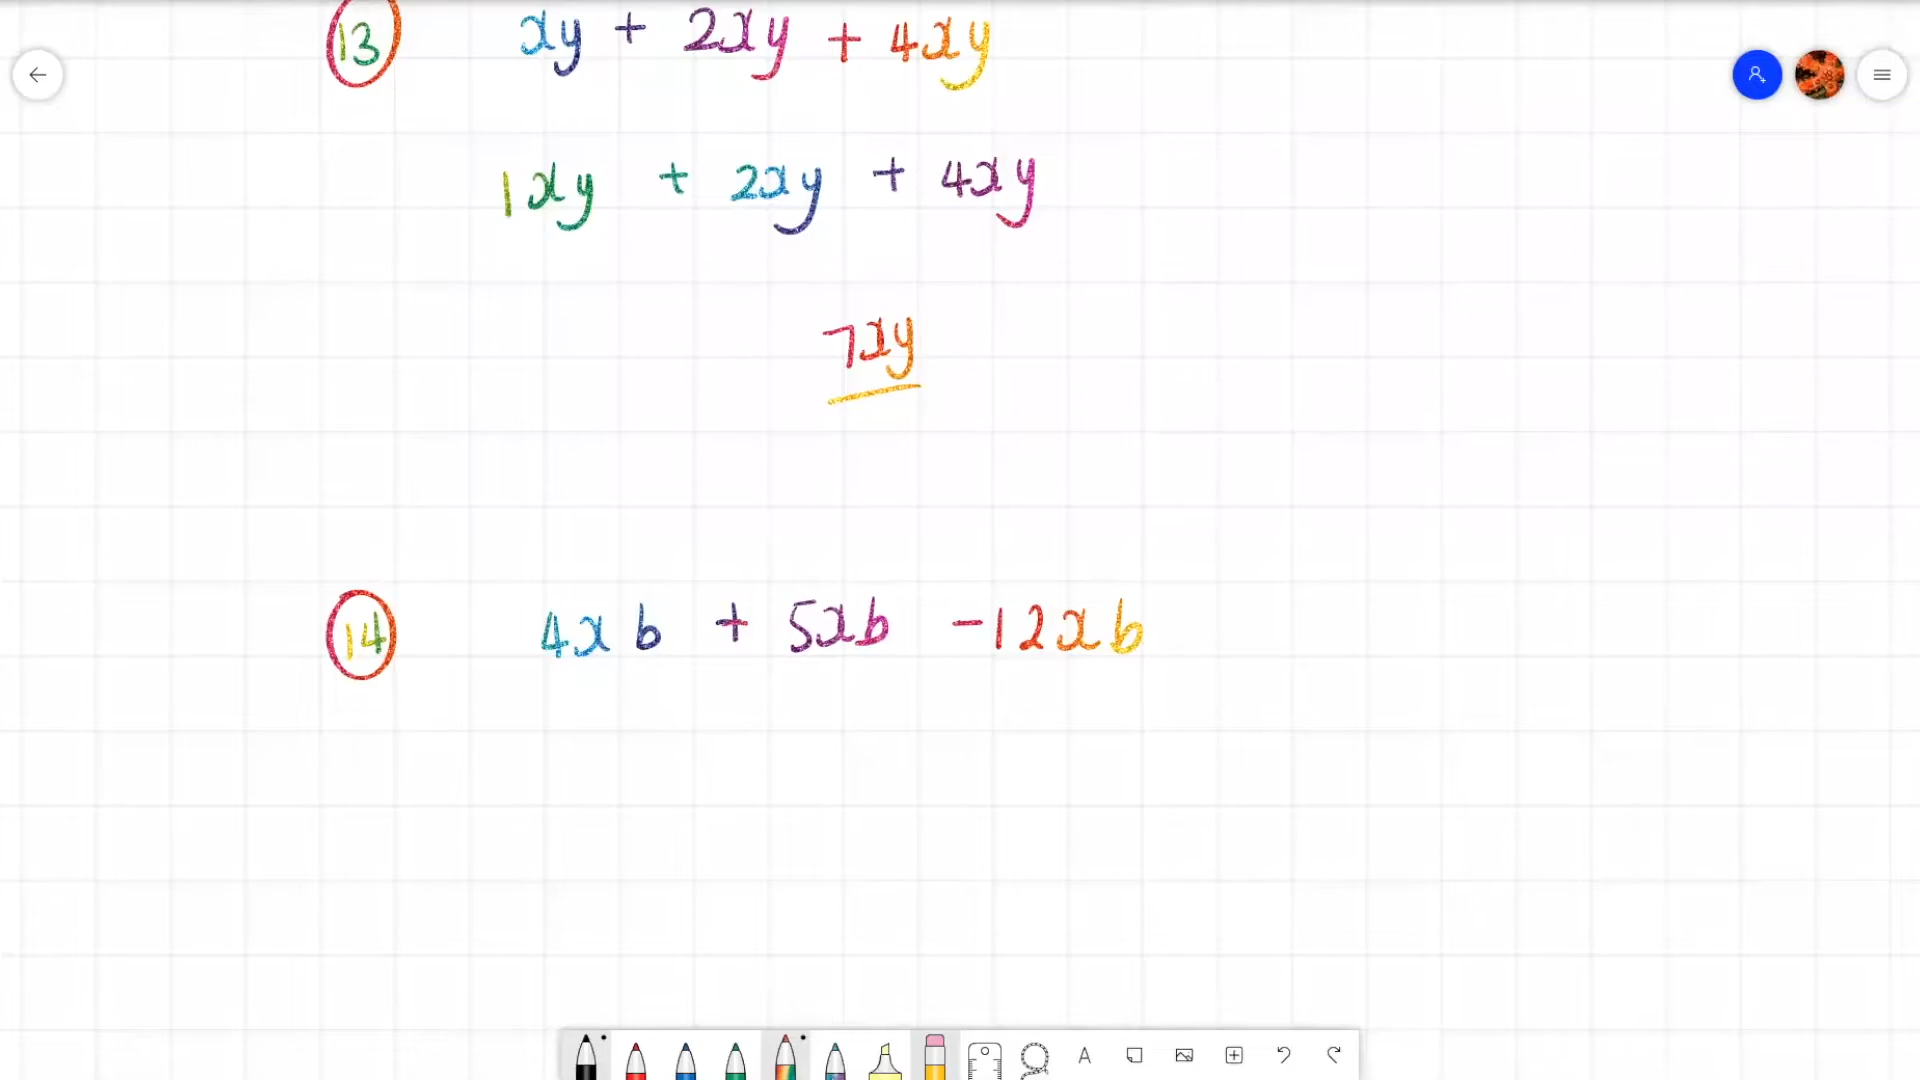 13 xy + 2xy + 4xy
1xy + 2xy + 4xy
7xy
14 4xb + 5xb -12xb
A